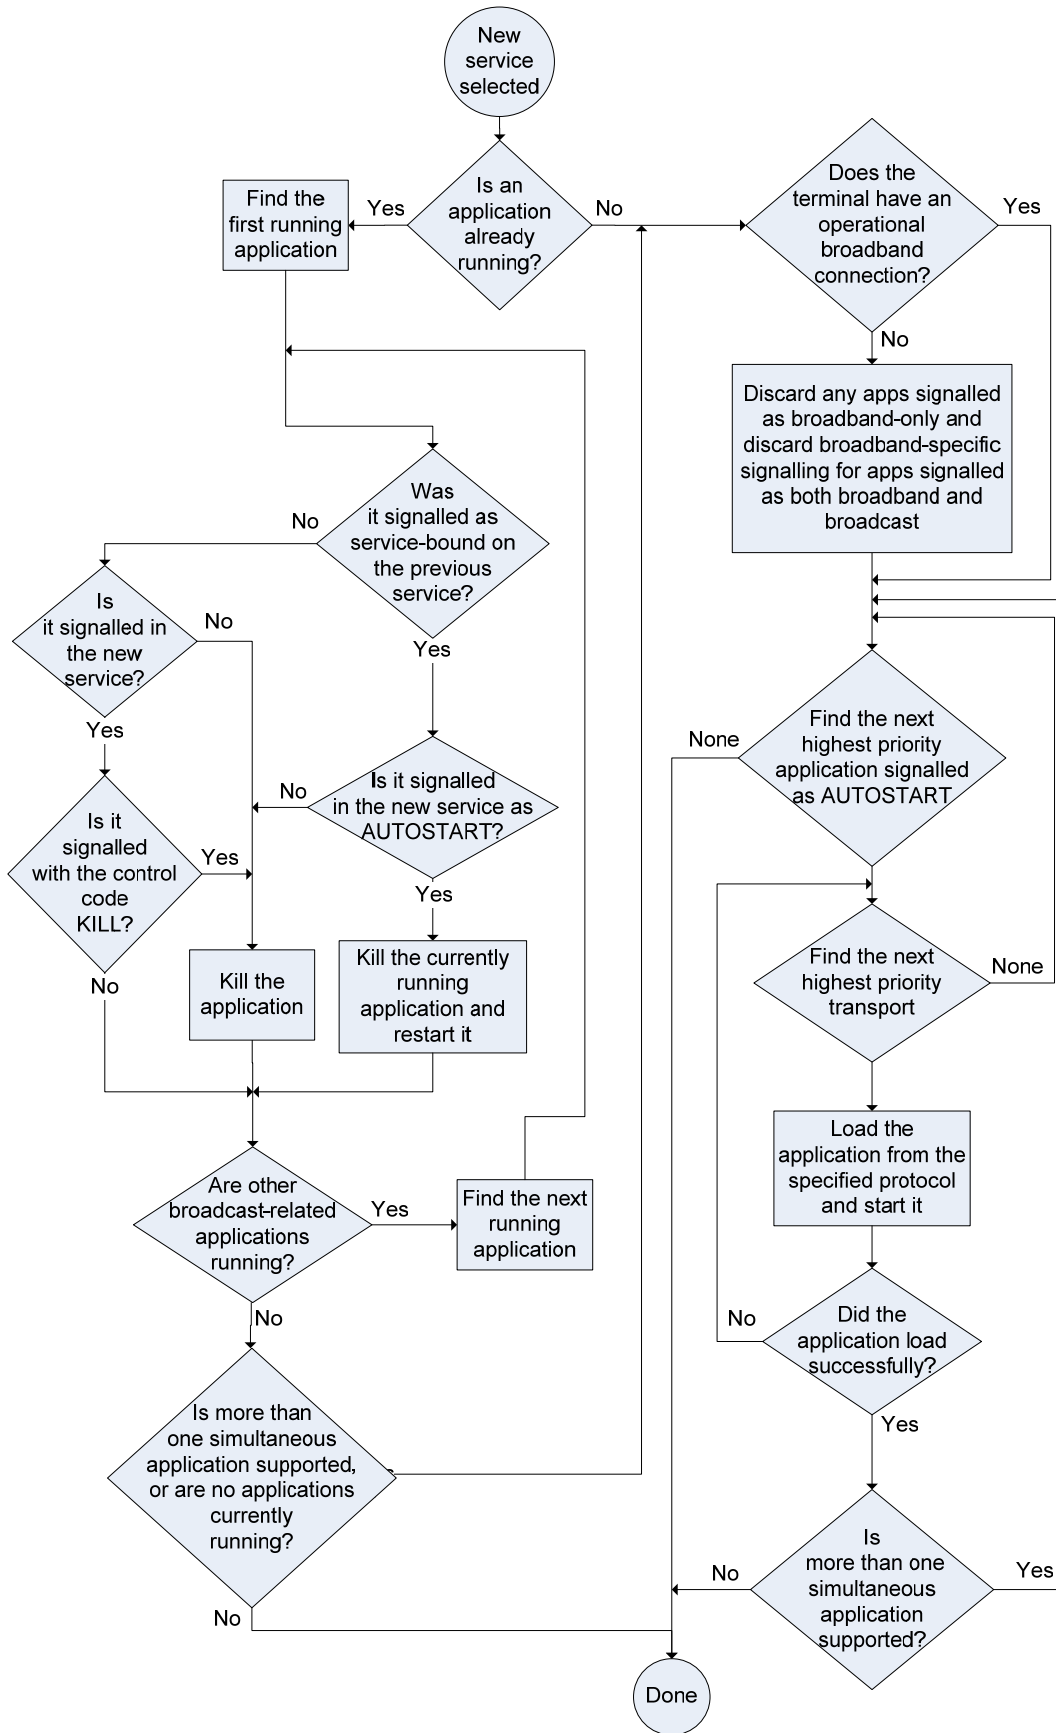 New
service
selected
Is an
application
already
running?
Yes
No
Find the
first running
application
Does the
terminal have an
operational
broadband
connection?
Yes
No
Discard any apps signalled
as broadband-only and
discard broadband-specific
signalling for apps signalled
as both broadband and
broadcast
Was
it signalled as
service-bound on
the previous
service?
No
Yes
Is
it signalled in
the new
service?
No
Yes
Is it signalled
in the new service as
AUTOSTART?
No
Yes
Is it
signalled
with the control
code
KILL?
Yes
No
Kill the
application
Kill the currently
running
application and
restart it
Are other
broadcast-related
applications
running?
Yes
No
Find the next
running
application
Is more than
one simultaneous
application supported,
or are no applications
currently
running?
No
Find the next
highest priority
application signalled
as AUTOSTART
None
Find the next
highest priority
transport
None
Load the
application from the
specified protocol
and start it
Did the
application load
successfully?
No
Yes
Is
more than one
simultaneous
application
supported?
No
Yes
Done